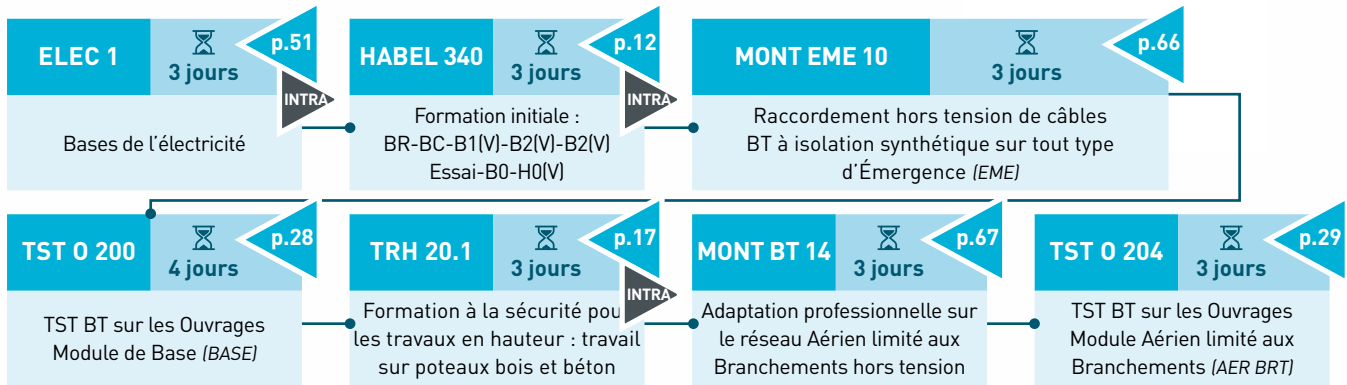 ELEC 1
3 jours
p.51
INTRA
Bases de l’électricité
HABEL 340
3 jours
p.12
INTRA
Formation initiale :
BR-BC-B1(V)-B2(V)-B2(V)
Essai-B0-H0(V)
MONT EME 10
3 jours
p.66
Raccordement hors tension de câbles
BT à isolation synthétique sur tout type
d’Émergence (EME)
TST O 200
4 jours
p.28
TST BT sur les Ouvrages
Module de Base (BASE)
TRH 20.1
3 jours
p.17
INTRA
Formation à la sécurité pour
les travaux en hauteur : travail
sur poteaux bois et béton
MONT BT 14
3 jours
p.67
Adaptation professionnelle sur
le réseau Aérien limité aux
Branchements hors tension
TST O 204
3 jours
p.29
TST BT sur les Ouvrages
Module Aérien limité aux
Branchements (AER BRT)